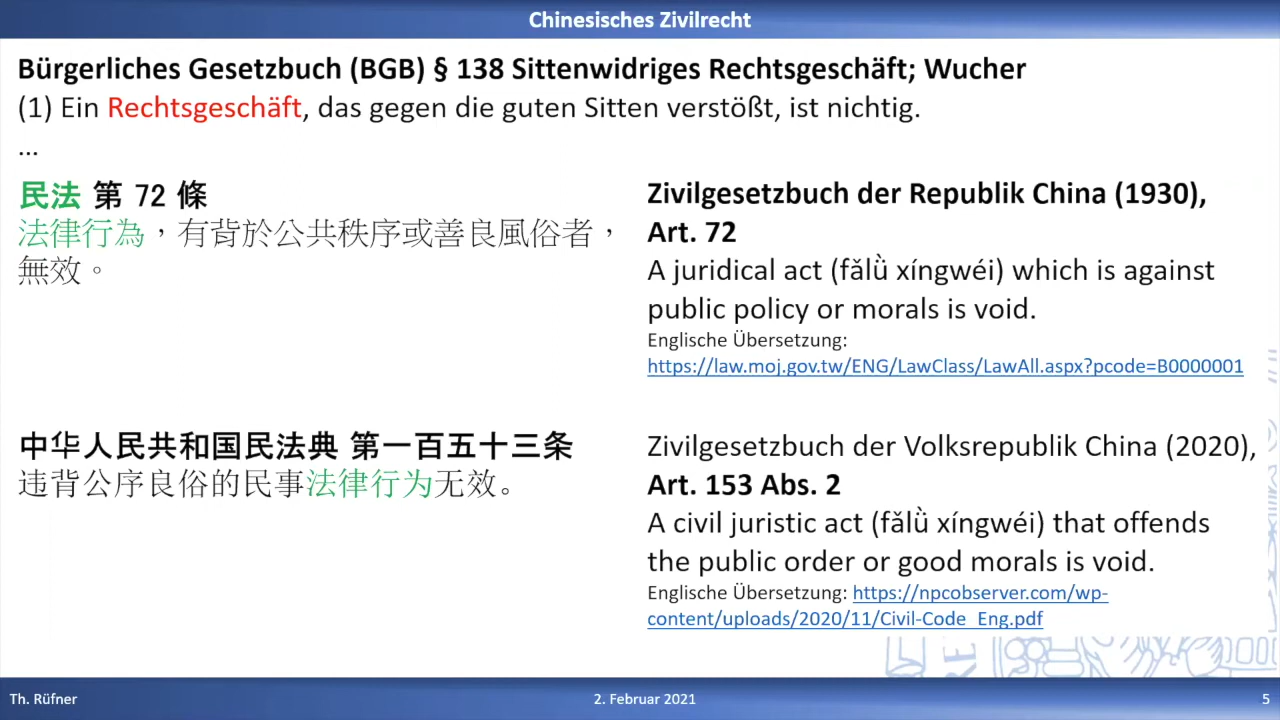 Chinesisches Zivilrecht
Bürgerliches Gesetzbuch (BGB) § 138 Sittenwidriges Rechtsgeschäft; Wucher
(1) Ein Rechtsgeschäft, das gegen die guten Sitten verstößt, ist nichtig.
...
民法 第 72 條
法律行為，有背於公共秩序或善良風俗者，
無效。
Zivilgesetzbuch der Republik China (1930),
Art. 72
A juridical act (fǎlǜ xíngwéi) which is against
public policy or morals is void.
Englische Übersetzung:
https://law.moj.gov.tw/ENG/LawClass/LawAll.aspx?pcode=B0000001
中华人民共和国民法典 第一百五十三条
违背公序良俗的民事法律行为无效。
Zivilgesetzbuch der Volksrepublik China (2020),
Art. 153 Abs. 2
A civil juristic act (fǎlǜ xíngwéi) that offends
the public order or good morals is void.
Englische Übersetzung: https://npcobserver.com/wp-
content/uploads/2020/11/Civil-Code_Eng.pdf
Th. Rüfner
2. Februar 2021
5